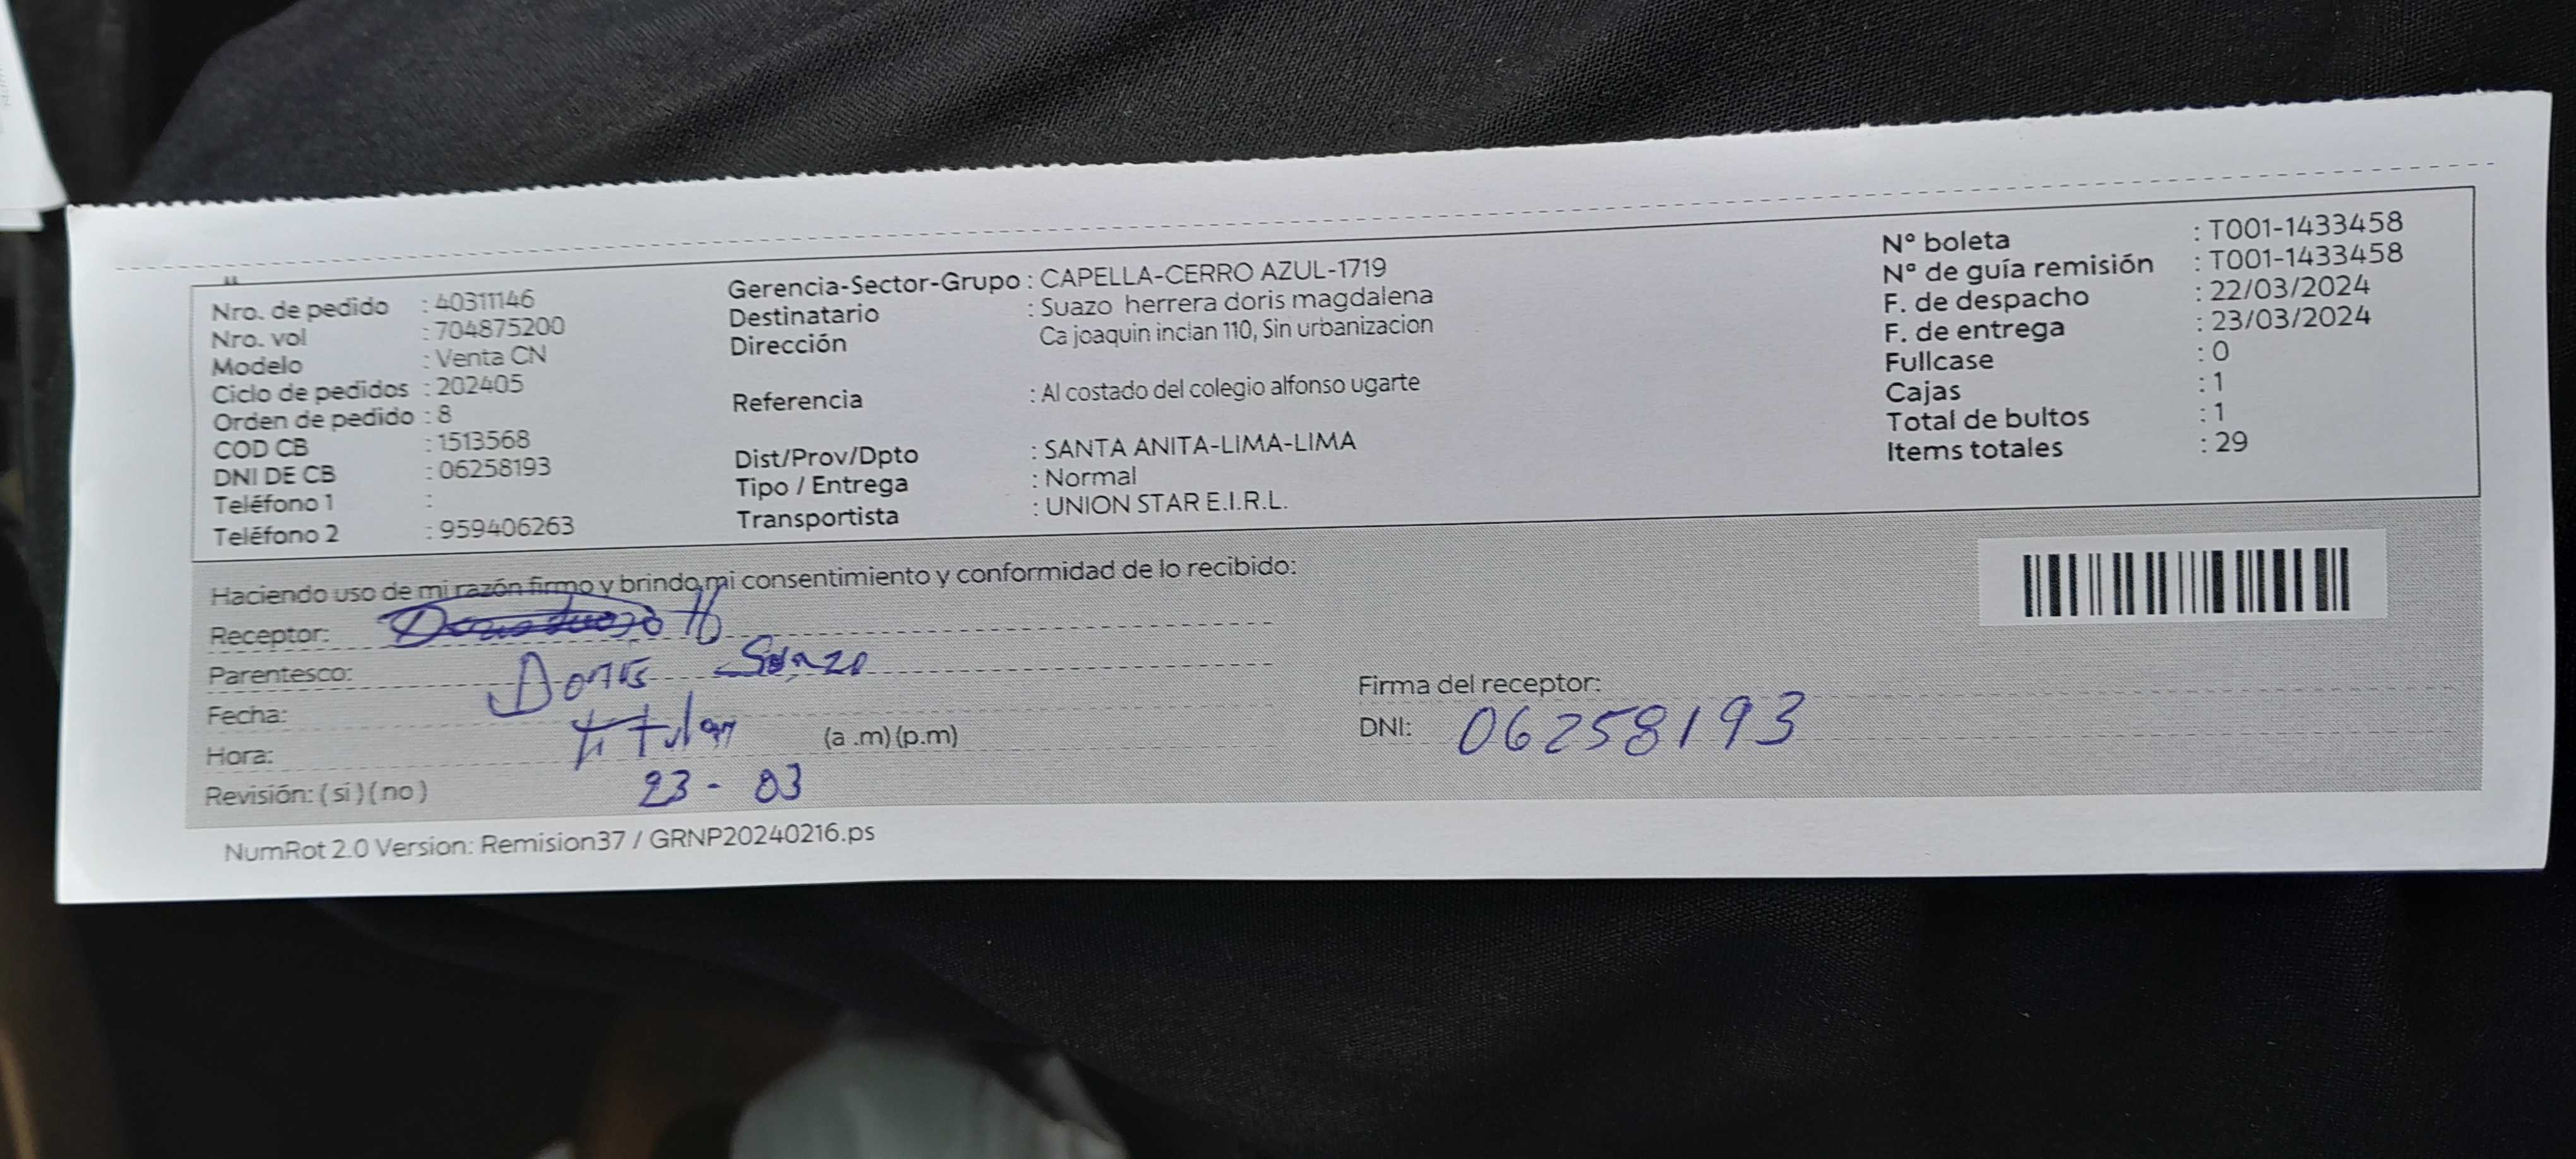 Nro. de pedido : 40311146
Nro. vol : 704875200
Modelo : Venta CN
Ciclo de pedidos : 202405
Orden de pedido : 8
COD CB : 1513568
DNI DE CB : 06258193
Teléfono 1 :
Teléfono 2 : 959406263
Gerencia-Sector-Grupo : CAPELLA-CERRO AZUL-1719
Destinatario : Suazo herrera doris magdalena
Dirección Ca joaquin inclan 110, Sin urbanizacion
Referencia : Al costado del colegio alfonso ugarte
Dist/Prov/Dpto : SANTA ANITA-LIMA-LIMA
Tipo / Entrega : Normal
Transportista : UNION STAR E.I.R.L.
N° boleta : T001-1433458
N° de guía remisión : T001-1433458
F. de despacho : 22/03/2024
F. de entrega : 23/03/2024
Fullcase : 0
Cajas : 1
Total de bultos : 1
Items totales : 29
Haciendo uso de mi razón firmo y brindo mi consentimiento y conformidad de lo recibido:
Receptor:
Parentesco: Doris Suazo
Fecha: titular
Hora: (a .m) (p.m)
Revisión: ( si ) ( no ) 23 - 03
Firma del receptor:
DNI: 06258193
NumRot 2.0 Version: Remision37 / GRNP20240216.ps